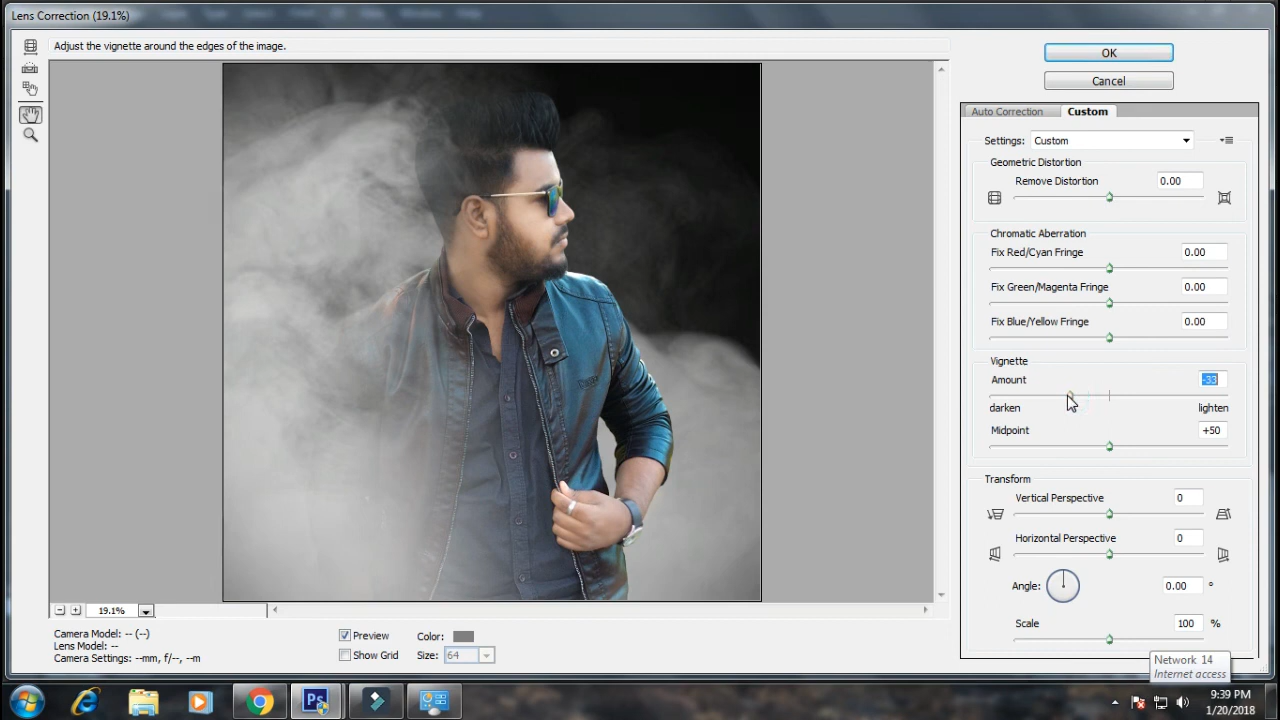 Lens Correction (19.1%)
Adjust the vignette around the edges of the image.
OK
Cancel
Auto Correction
Custom
Settings:
Custom
Geometric Distortion
Remove Distortion
0.00
Chromatic Aberration
Fix Red/Cyan Fringe
0.00
Fix Green/Magenta Fringe
0.00
Fix Blue/Yellow Fringe
0.00
Vignette
Amount
-33
darken
lighten
Midpoint
+50
Transform
Vertical Perspective
0
Horizontal Perspective
0
Angle:
0.00
°
Scale
100
%
19.1%
Camera Model: -- (--)
Lens Model: --
Camera Settings: --mm, f/--, --m
Preview
Show Grid
Color:
Size:
64
Network 14
Internet access
Ps
9:39 PM
1/20/2018